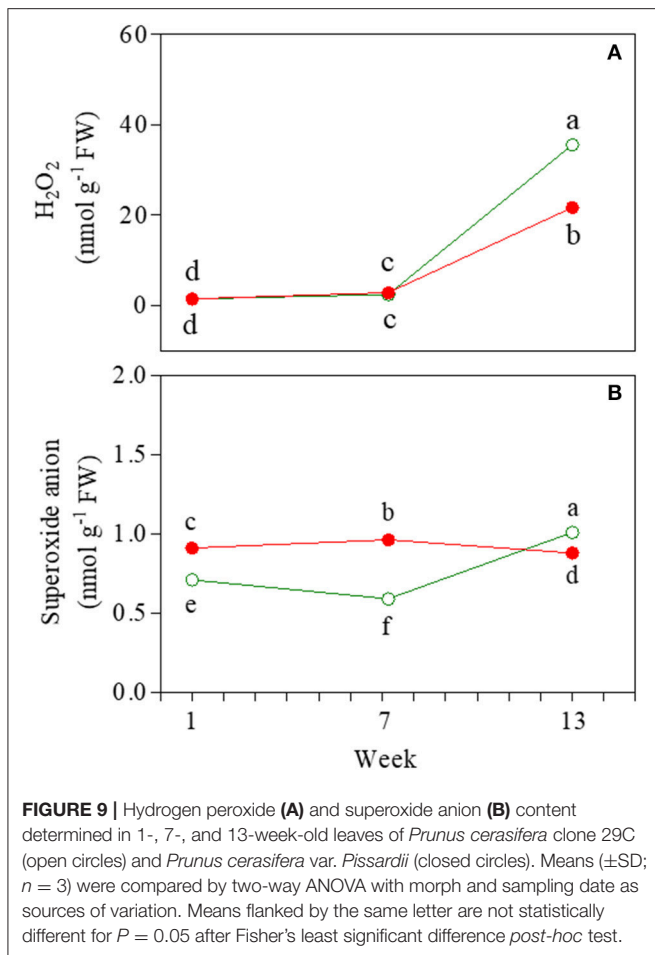 A
60
40
20
0
H₂O₂
(nmol g⁻¹ FW)
a
b
c
c
d
d
B
2.0
1.5
1.0
0.5
0.0
Superoxide anion
(nmol g⁻¹ FW)
c
b
a
d
e
f
1 7 13
Week
FIGURE 9 | Hydrogen peroxide (A) and superoxide anion (B) content
determined in 1-, 7-, and 13-week-old leaves of Prunus cerasifera clone 29C
(open circles) and Prunus cerasifera var. Pissardii (closed circles). Means (±SD;
n = 3) were compared by two-way ANOVA with morph and sampling date as
sources of variation. Means flanked by the same letter are not statistically
different for P = 0.05 after Fisher's least significant difference post-hoc test.